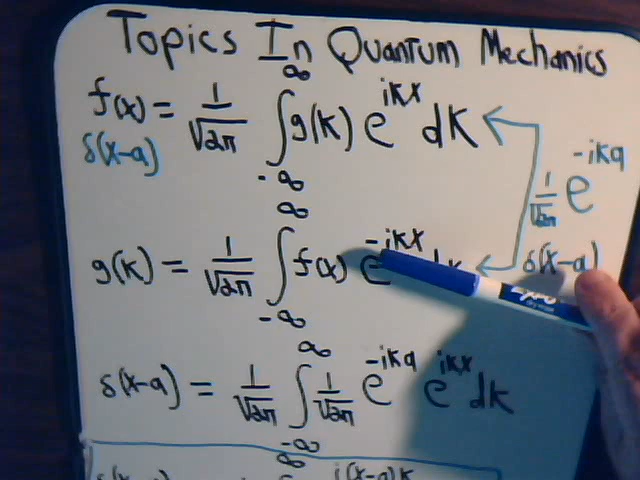 Topics In Quantum Mechanics
f(x) = 1/√2π ∫_{-∞}^{∞} g(k) e^{ikx} dk
δ(x-a)
1/√2π e^{-ika}
g(k) = 1/√2π ∫_{-∞}^{∞} f(x) e^{-ikx} dx
δ(x-a)
δ(x-a) = 1/√2π ∫_{-∞}^{∞} 1/√2π e^{-ika} e^{ikx} dk
∞ i(x-a)k